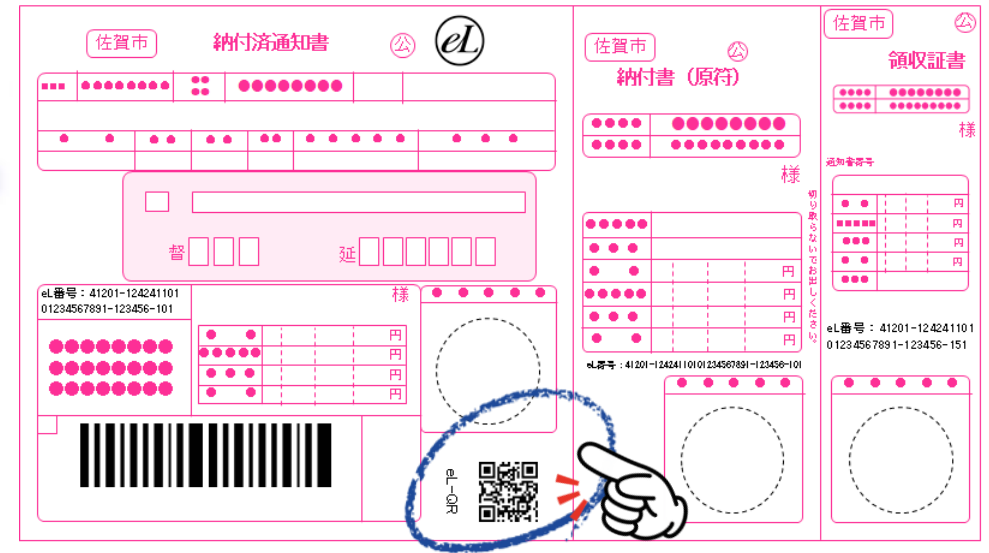 佐賀市
納付済通知書
公
eL
督
延
eL番号：41201-124241101
01234567891-123456-101
様
円
円
円
円
eL-QR
佐賀市
公
納付書（原符）
様
円
円
円
円
eL番号：41201-12424110101234567891-123456-101
切り取らないでお出しください。
佐賀市
公
領収証書
様
通知書番号
円
円
円
円
eL番号：41201-124241101
01234567891-123456-151